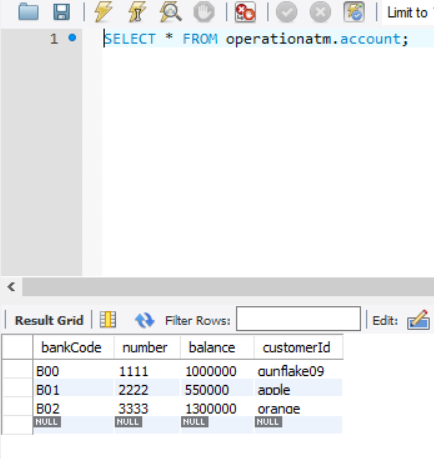 Limit to
1 SELECT * FROM operationatm.account;
Result Grid Filter Rows: Edit:
bankCode number balance customerId
B00 1111 1000000 gunflake09
B01 2222 550000 apple
B02 3333 1300000 orange
NULL NULL NULL NULL